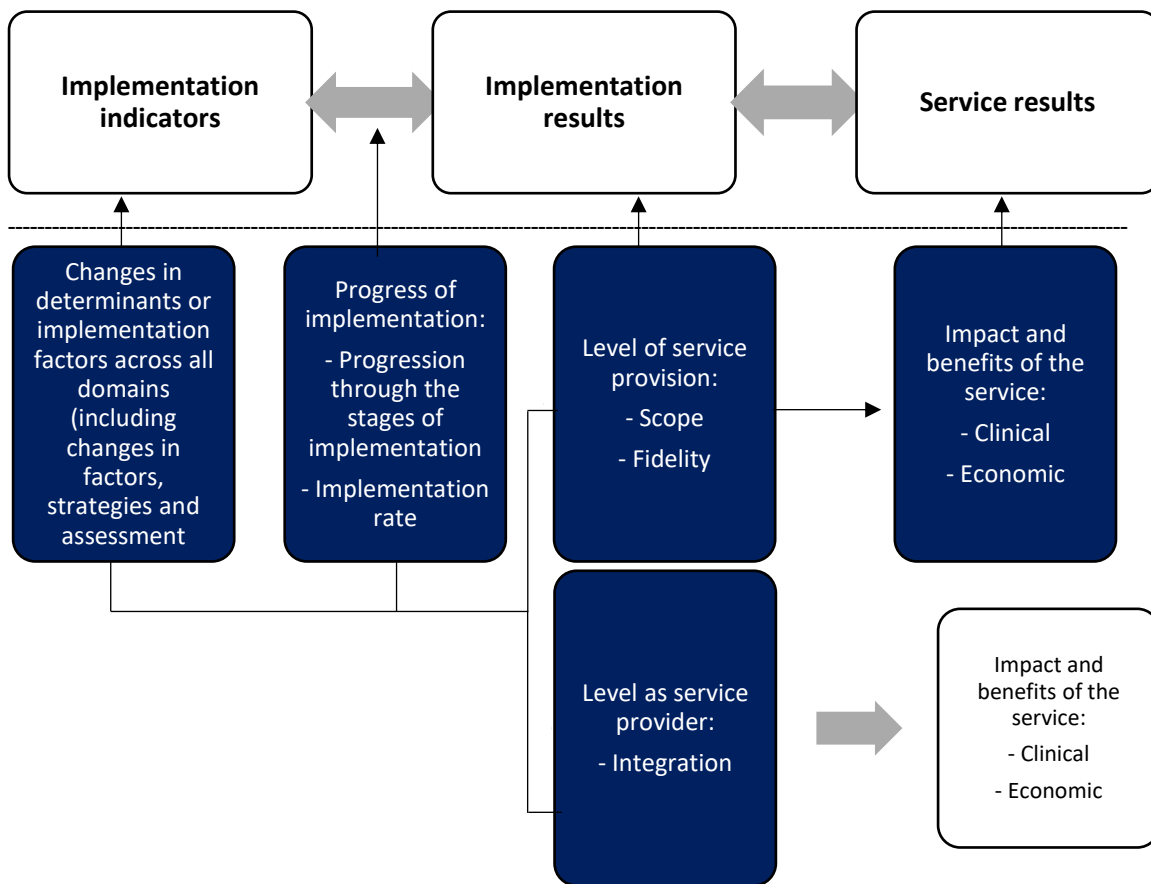 Implementation
indicators
Implementation
results
Service results
Changes in
determinants or
implementation
factors across all
domains
(including
changes in
factors,
strategies and
assessment
Progress of
implementation:
- Progression
through the
stages of
implementation
- Implementation
rate
Level of service
provision:
- Scope
- Fidelity
Impact and
benefits of the
service:
- Clinical
- Economic
Level as service
provider:
- Integration
Impact and
benefits of the
service:
- Clinical
- Economic